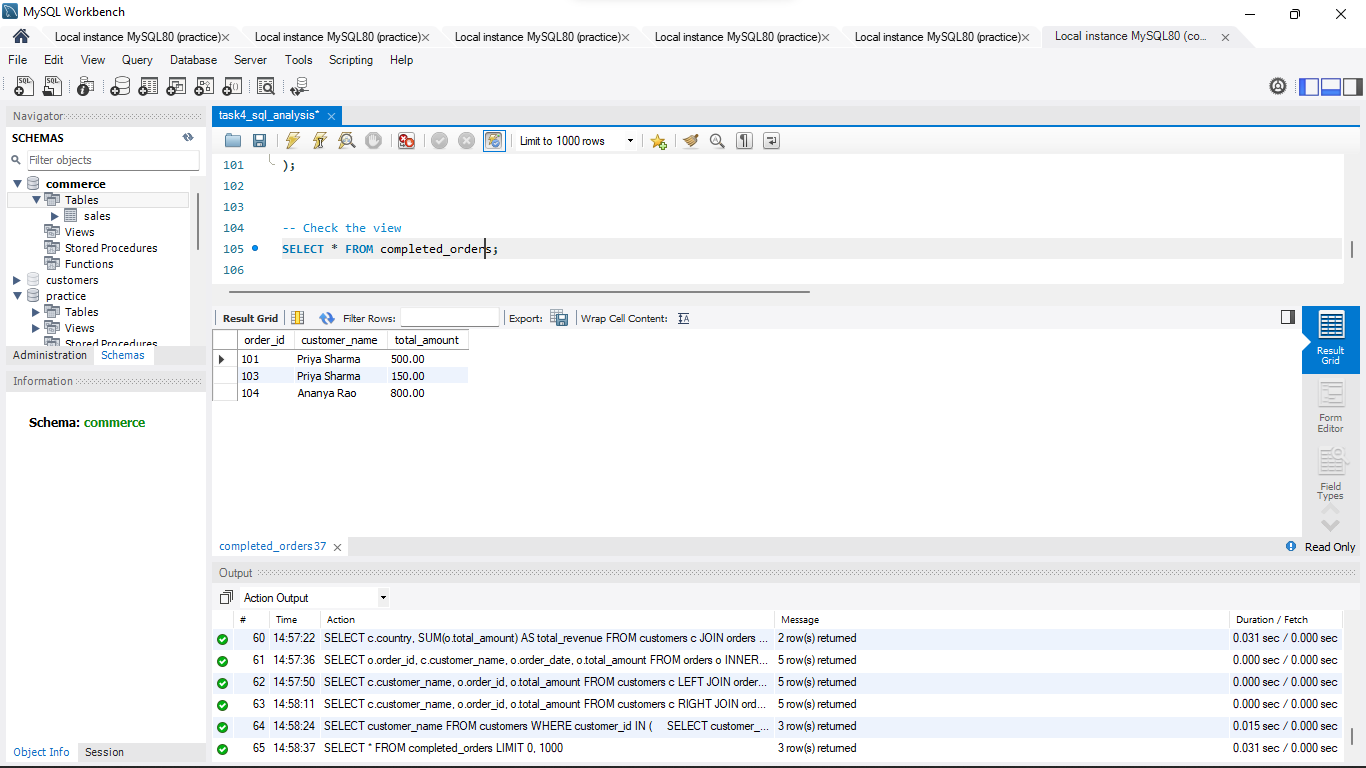 MySQL Workbench
Local instance MySQL80 (practice) Local instance MySQL80 (practice) Local instance MySQL80 (practice) Local instance MySQL80 (practice) Local instance MySQL80 (practice) Local instance MySQL80 (co...
File Edit View Query Database Server Tools Scripting Help
Navigator
SCHEMAS
Filter objects
commerce
Tables
sales
Views
Stored Procedures
Functions
customers
practice
Tables
Views
Stored Procedures
Administration Schemas
Information
Schema: commerce
Object Info Session
task4_sql_analysis*
Limit to 1000 rows
101 );
102
103
104 -- Check the view
105 SELECT * FROM completed_orders;
106
Result Grid Filter Rows: Export: Wrap Cell Content:
order_id customer_name total_amount
101 Priya Sharma 500.00
103 Priya Sharma 150.00
104 Ananya Rao 800.00
Result
Grid
Form
Editor
Field
Types
completed_orders 37
Read Only
Output
Action Output
# Time Action Message Duration / Fetch
60 14:57:22 SELECT c.country, SUM(o.total_amount) AS total_revenue FROM customers c JOIN orders ... 2 row(s) returned 0.031 sec / 0.000 sec
61 14:57:36 SELECT o.order_id, c.customer_name, o.order_date, o.total_amount FROM orders o INNER... 5 row(s) returned 0.000 sec / 0.000 sec
62 14:57:50 SELECT c.customer_name, o.order_id, o.total_amount FROM customers c LEFT JOIN order... 5 row(s) returned 0.000 sec / 0.000 sec
63 14:58:11 SELECT c.customer_name, o.order_id, o.total_amount FROM customers c RIGHT JOIN ord... 5 row(s) returned 0.000 sec / 0.000 sec
64 14:58:24 SELECT customer_name FROM customers WHERE customer_id IN ( SELECT customer_... 3 row(s) returned 0.015 sec / 0.000 sec
65 14:58:37 SELECT * FROM completed_orders LIMIT 0, 1000 3 row(s) returned 0.031 sec / 0.000 sec